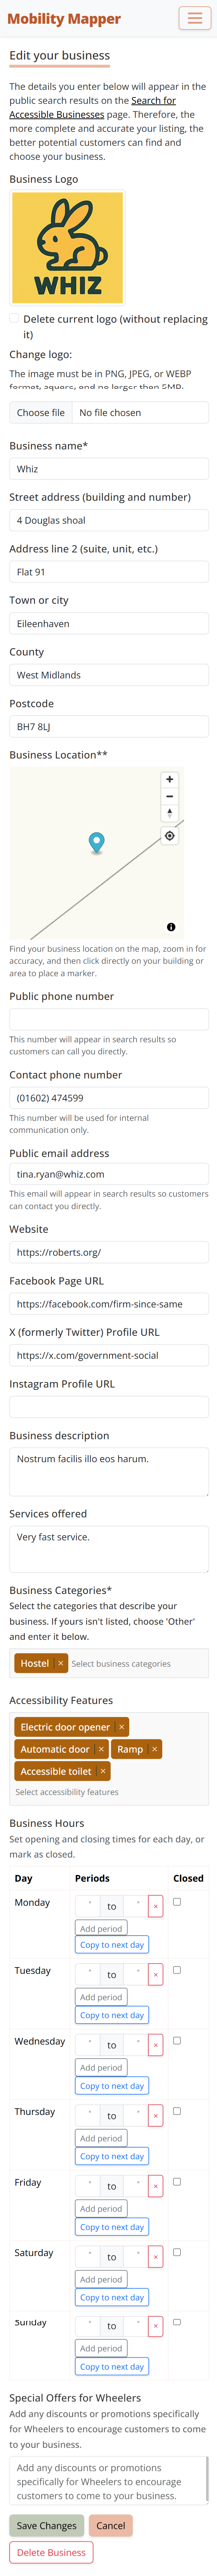 Mobility Mapper
Edit your business
The details you enter below will appear in the
public search results on the Search for
Accessible Businesses page. Therefore, the
more complete and accurate your listing, the
better potential customers can find and
choose your business.
Business Logo
WHIZ
Delete current logo (without replacing
it)
Change logo:
The image must be in PNG, JPEG, or WEBP
format, square, and no larger than 5MB.
Choose file No file chosen
Business name*
Whiz
Street address (building and number)
4 Douglas shoal
Address line 2 (suite, unit, etc.)
Flat 91
Town or city
Eileenhaven
County
West Midlands
Postcode
BH7 8LJ
Business Location**
Find your business location on the map, zoom in for
accuracy, and then click directly on your building or
area to place a marker.
Public phone number
This number will appear in search results so
customers can call you directly.
Contact phone number
(01602) 474599
This number will be used for internal
communication only.
Public email address
tina.ryan@whiz.com
This email will appear in search results so customers
can contact you directly.
Website
https://roberts.org/
Facebook Page URL
https://facebook.com/firm-since-same
X (formerly Twitter) Profile URL
https://x.com/government-social
Instagram Profile URL
Business description
Nostrum facilis illo eos harum.
Services offered
Very fast service.
Business Categories*
Select the categories that describe your
business. If yours isn't listed, choose 'Other'
and enter it below.
Hostel × Select business categories
Accessibility Features
Electric door opener ×
Automatic door × Ramp ×
Accessible toilet ×
Select accessibility features
Business Hours
Set opening and closing times for each day, or
mark as closed.
Day Periods Closed
Monday to ×
Add period
Copy to next day
Tuesday to ×
Add period
Copy to next day
Wednesday to ×
Add period
Copy to next day
Thursday to ×
Add period
Copy to next day
Friday to ×
Add period
Copy to next day
Saturday to ×
Add period
Copy to next day
Sunday to ×
Add period
Copy to next day
Special Offers for Wheelers
Add any discounts or promotions specifically
for Wheelers to encourage customers to come
to your business.
Add any discounts or promotions
specifically for Wheelers to encourage
customers to come to your business.
Save Changes Cancel
Delete Business